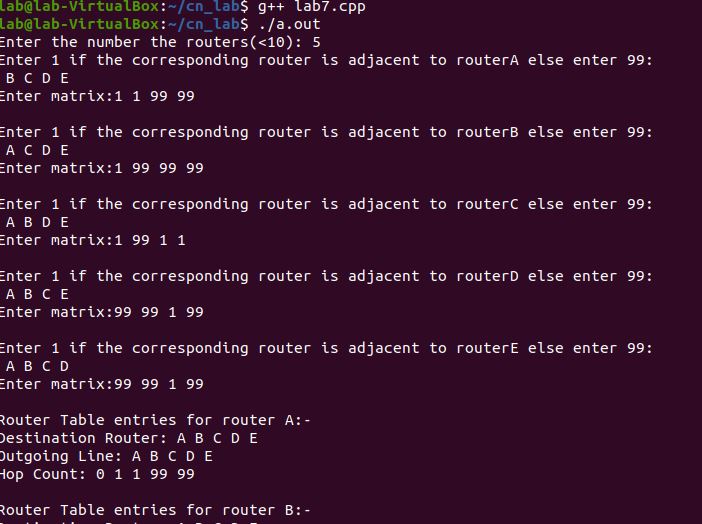 lab@lab-VirtualBox:~/cn_lab$ g++ lab7.cpp
lab@lab-VirtualBox:~/cn_lab$ ./a.out
Enter the number the routers(<10): 5
Enter 1 if the corresponding router is adjacent to routerA else enter 99:
 B C D E
Enter matrix:1 1 99 99

Enter 1 if the corresponding router is adjacent to routerB else enter 99:
 A C D E
Enter matrix:1 99 99 99

Enter 1 if the corresponding router is adjacent to routerC else enter 99:
 A B D E
Enter matrix:1 99 1 1

Enter 1 if the corresponding router is adjacent to routerD else enter 99:
 A B C E
Enter matrix:99 99 1 99

Enter 1 if the corresponding router is adjacent to routerE else enter 99:
 A B C D
Enter matrix:99 99 1 99

Router Table entries for router A:-
Destination Router: A B C D E
Outgoing Line: A B C D E
Hop Count: 0 1 1 99 99

Router Table entries for router B:-